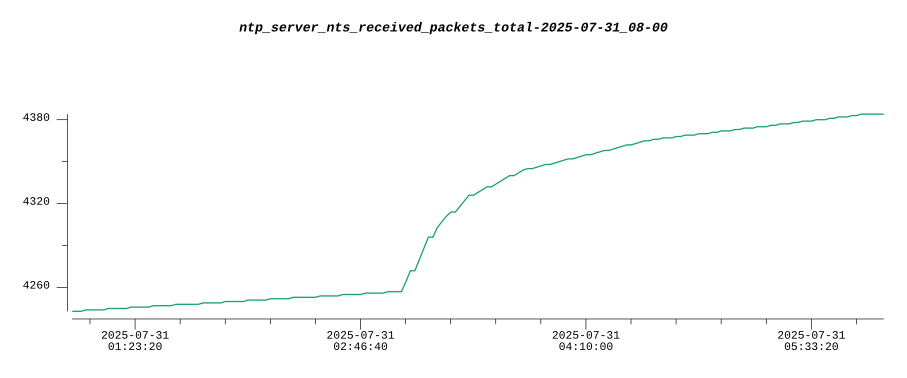 ntp_server_nts_received_packets_total-2025-07-31_08-00
4380
4320
4260
2025-07-31 2025-07-31 2025-07-31 2025-07-31
01:23:20 02:46:40 04:10:00 05:33:20